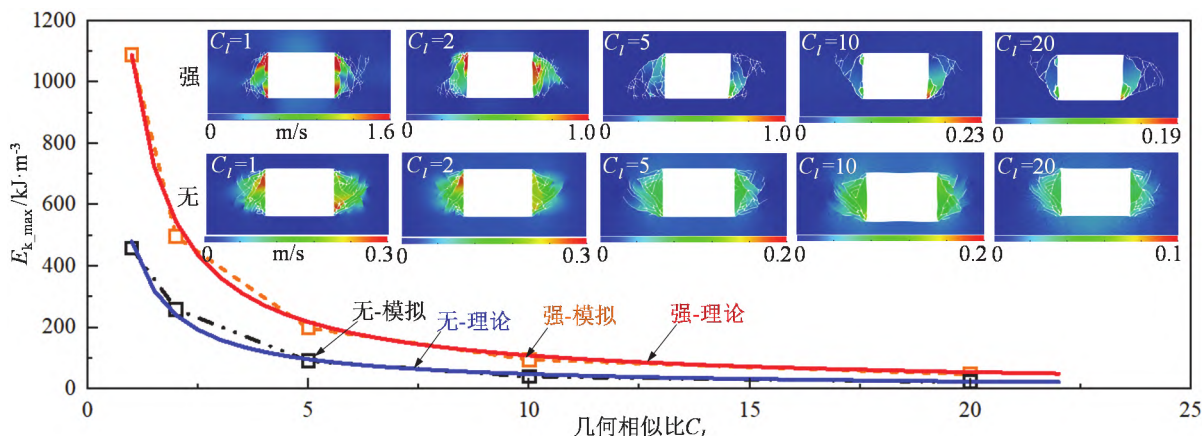 1200
1000
800
600
400
200
0
E_k_max/kJ·m⁻³
强
C_l=1
C_l=2
C_l=5
C_l=10
C_l=20
0 m/s 1.6
0 1.0
0 1.0
0 0.23
0 0.19
无
C_l=1
C_l=2
C_l=5
C_l=10
C_l=20
0 m/s 0.3
0 0.3
0 0.2
0 0.2
0 0.1
无-模拟
无-理论
强-模拟
强-理论
0 5 10 15 20 25
几何相似比C_l